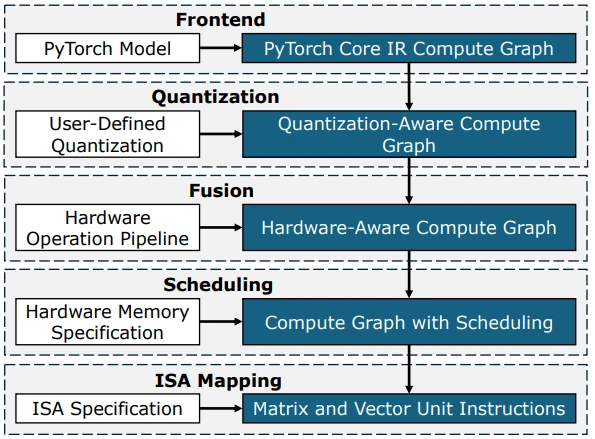 Frontend
PyTorch Model
PyTorch Core IR Compute Graph
Quantization
User-Defined
Quantization
Quantization-Aware Compute
Graph
Fusion
Hardware
Operation Pipeline
Hardware-Aware Compute Graph
Scheduling
Hardware Memory
Specification
Compute Graph with Scheduling
ISA Mapping
ISA Specification
Matrix and Vector Unit Instructions